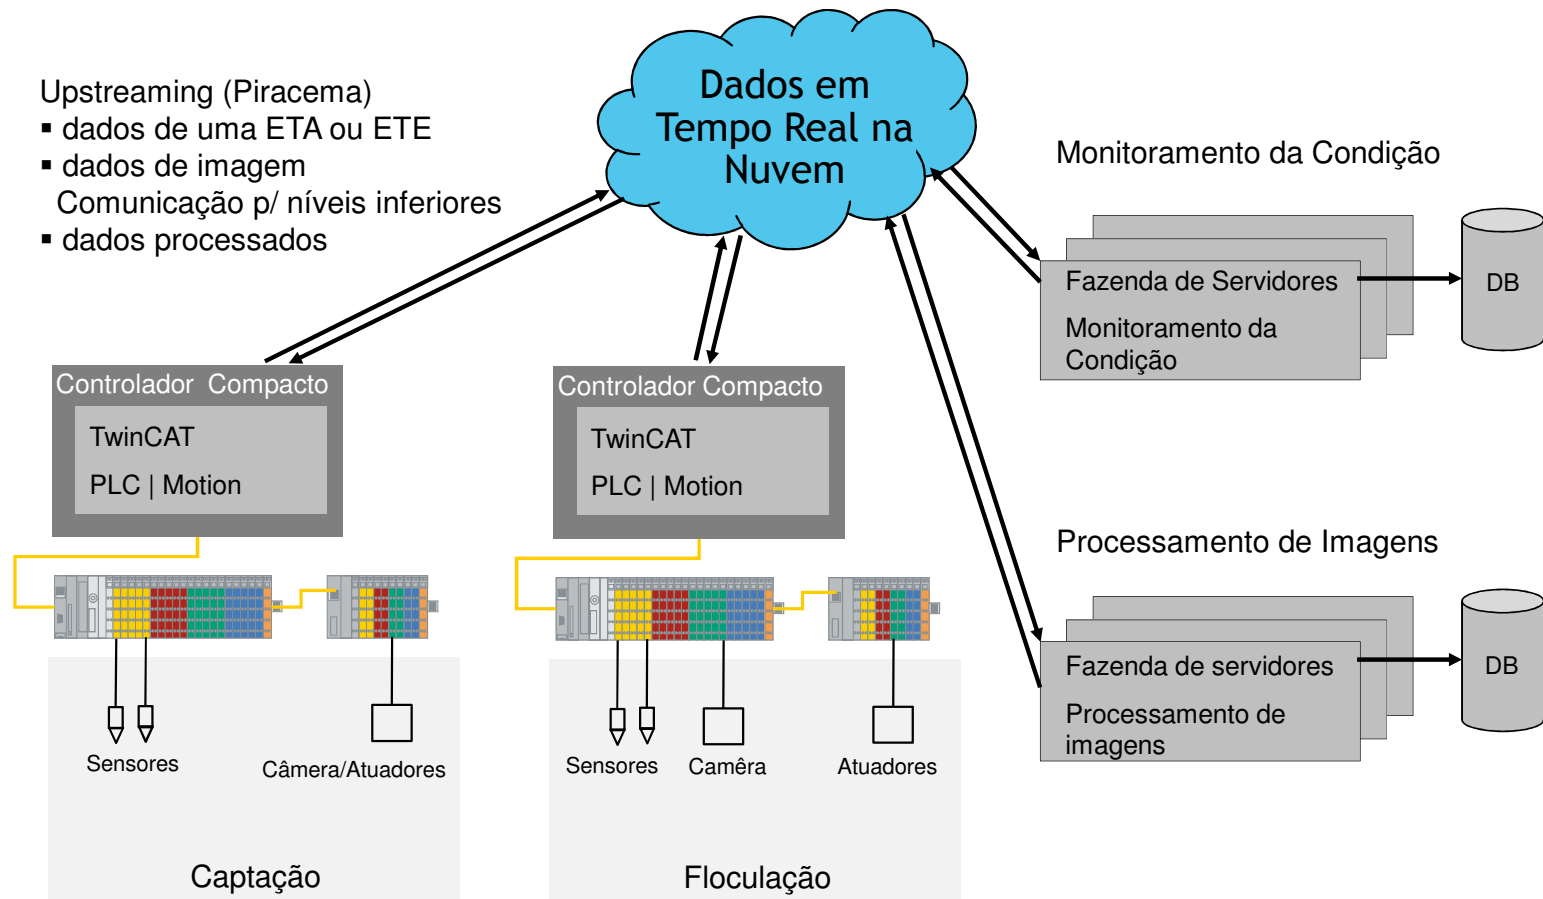 Upstreaming (Piracema)
▪ dados de uma ETA ou ETE
▪ dados de imagem
Comunicação p/ níveis inferiores
▪ dados processados
Dados em
Tempo Real na
Nuvem
Monitoramento da Condição
Fazenda de Servidores
Monitoramento da
Condição
DB
Controlador Compacto
TwinCAT
PLC | Motion
Controlador Compacto
TwinCAT
PLC | Motion
Processamento de Imagens
Fazenda de servidores
Processamento de
imagens
DB
Sensores
Câmera/Atuadores
Captação
Sensores
Camêra
Atuadores
Floculação